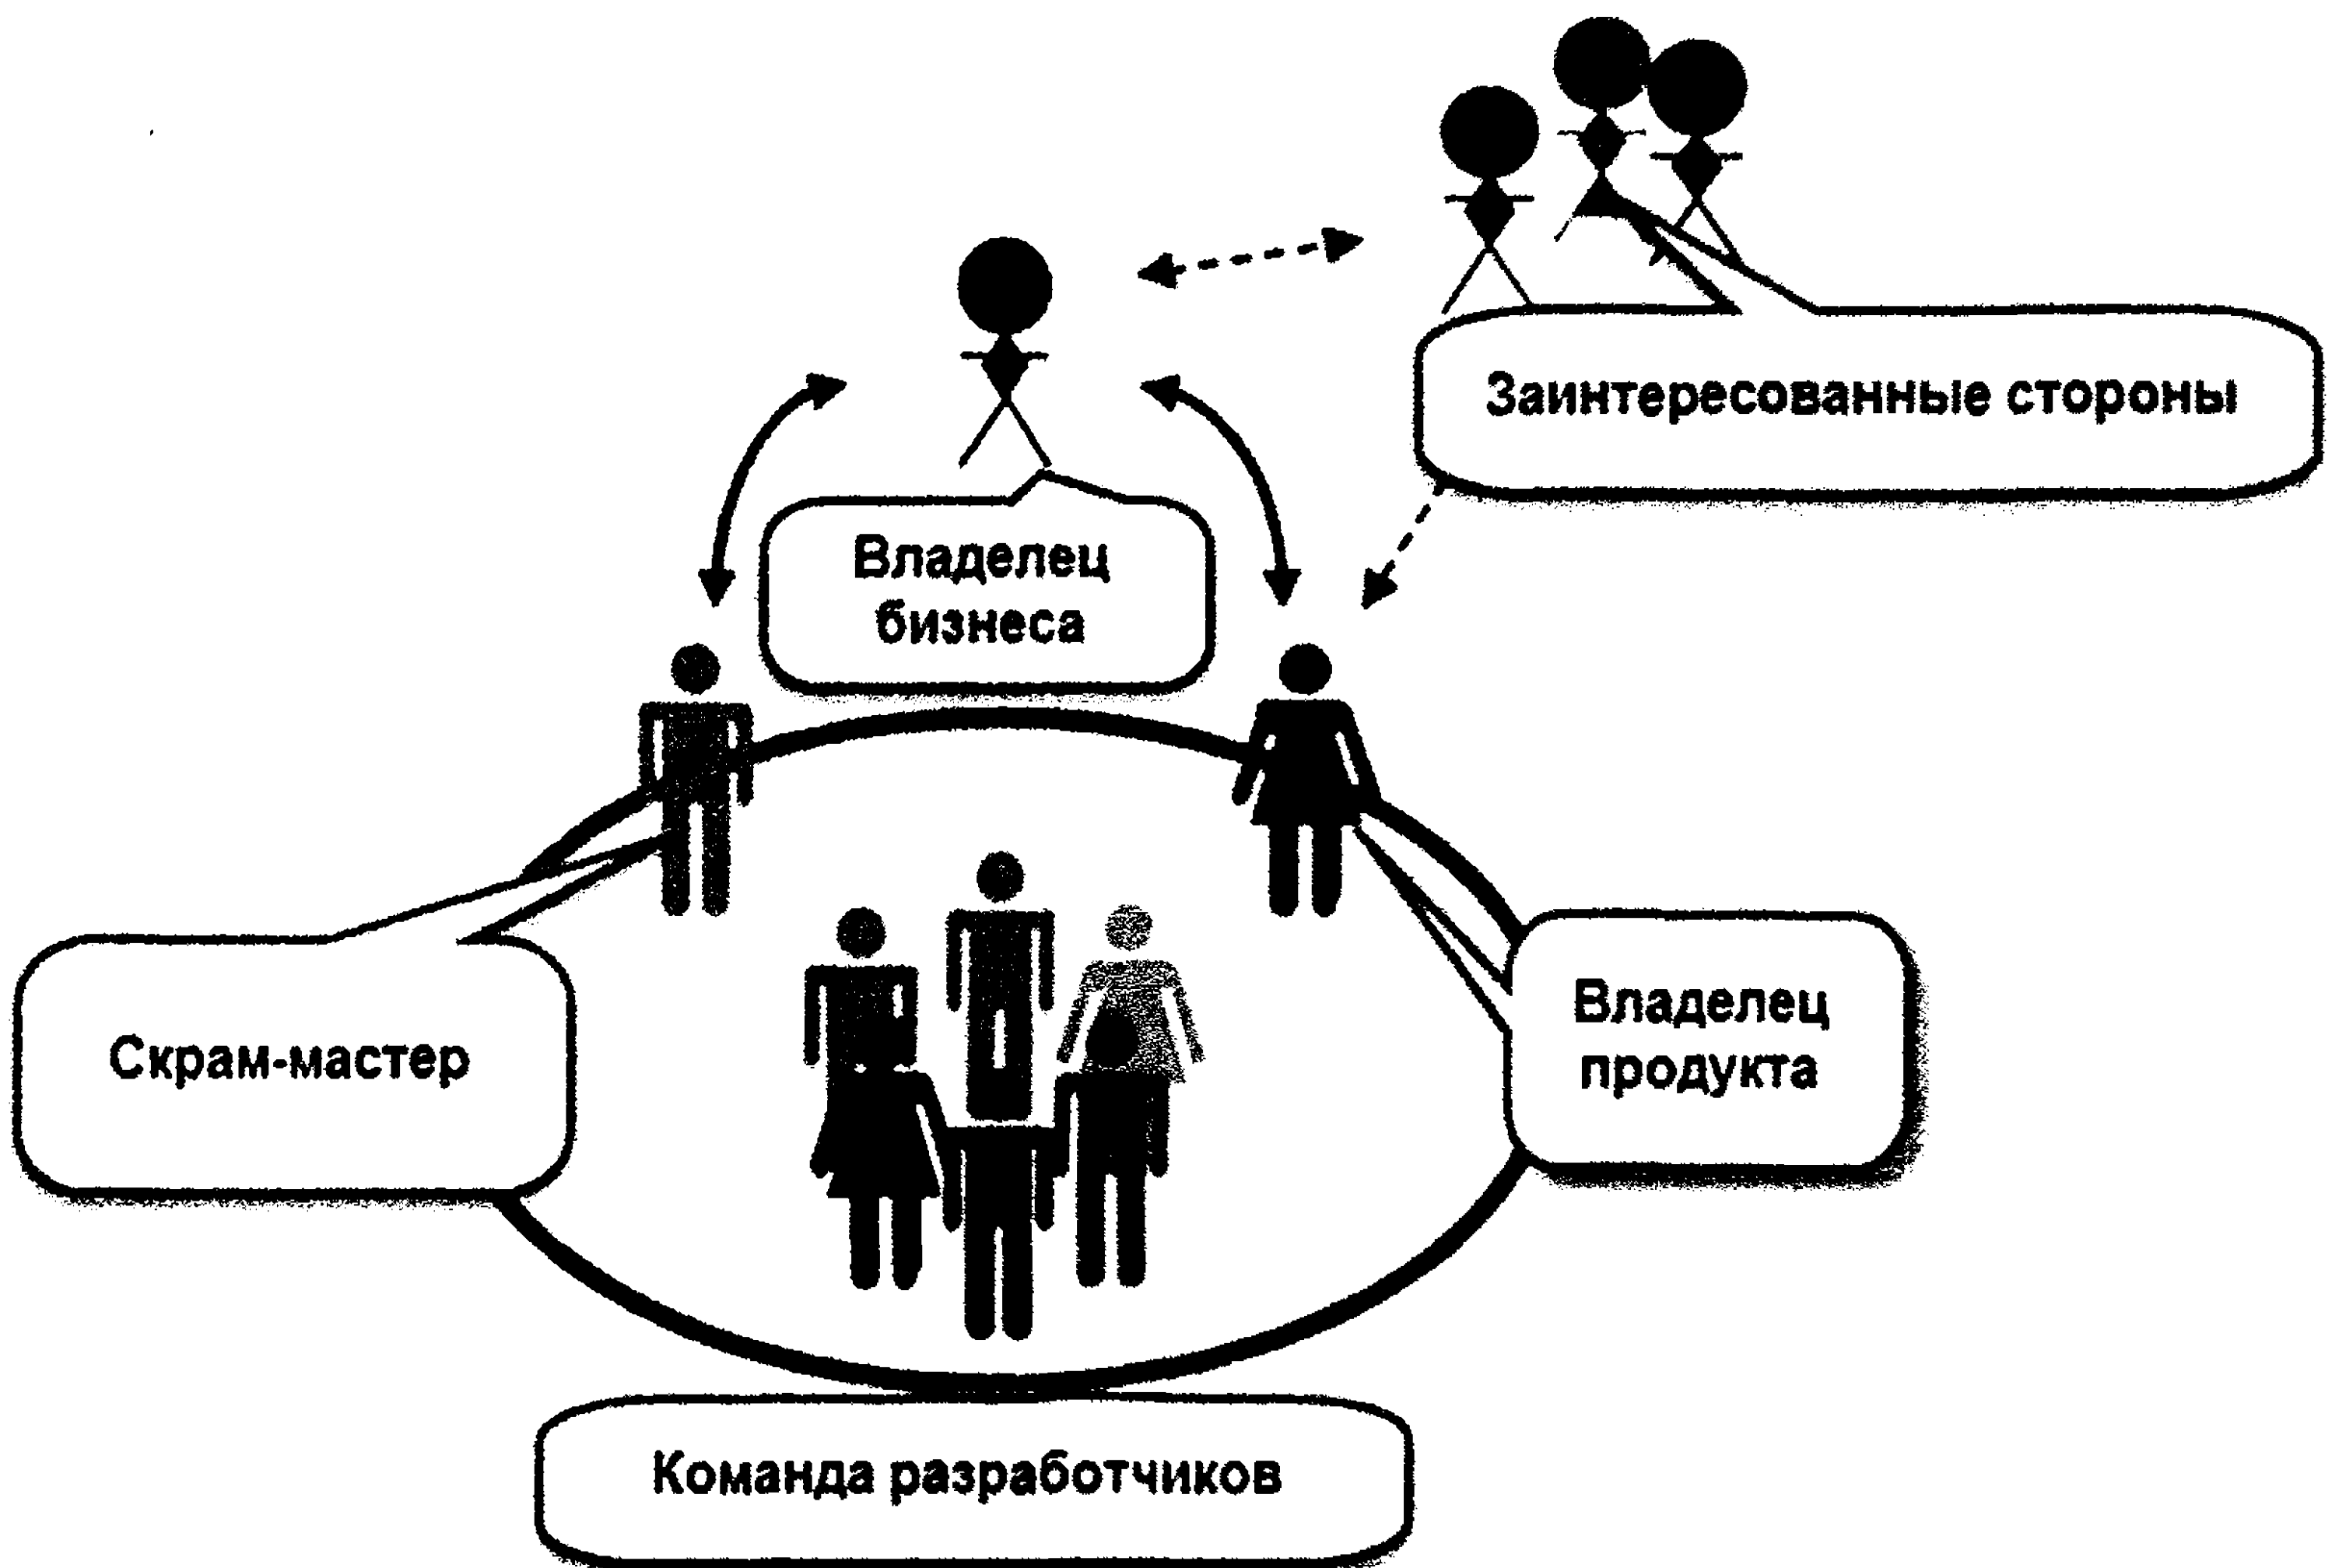 Заинтересованные стороны
Владелец
бизнеса
Скрам-мастер
Владелец
продукта
Команда разработчиков